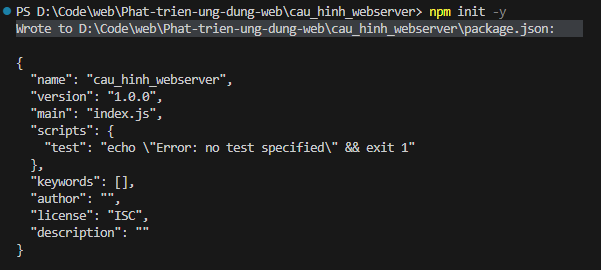 PS D:\Code\web\Phat-trien-ung-dung-web\cau_hinh_webserver> npm init -y
Wrote to D:\Code\web\Phat-trien-ung-dung-web\cau_hinh_webserver\package.json:
{
  "name": "cau_hinh_webserver",
  "version": "1.0.0",
  "main": "index.js",
  "scripts": {
    "test": "echo \"Error: no test specified\" && exit 1"
  },
  "keywords": [],
  "author": "",
  "license": "ISC",
  "description": ""
}